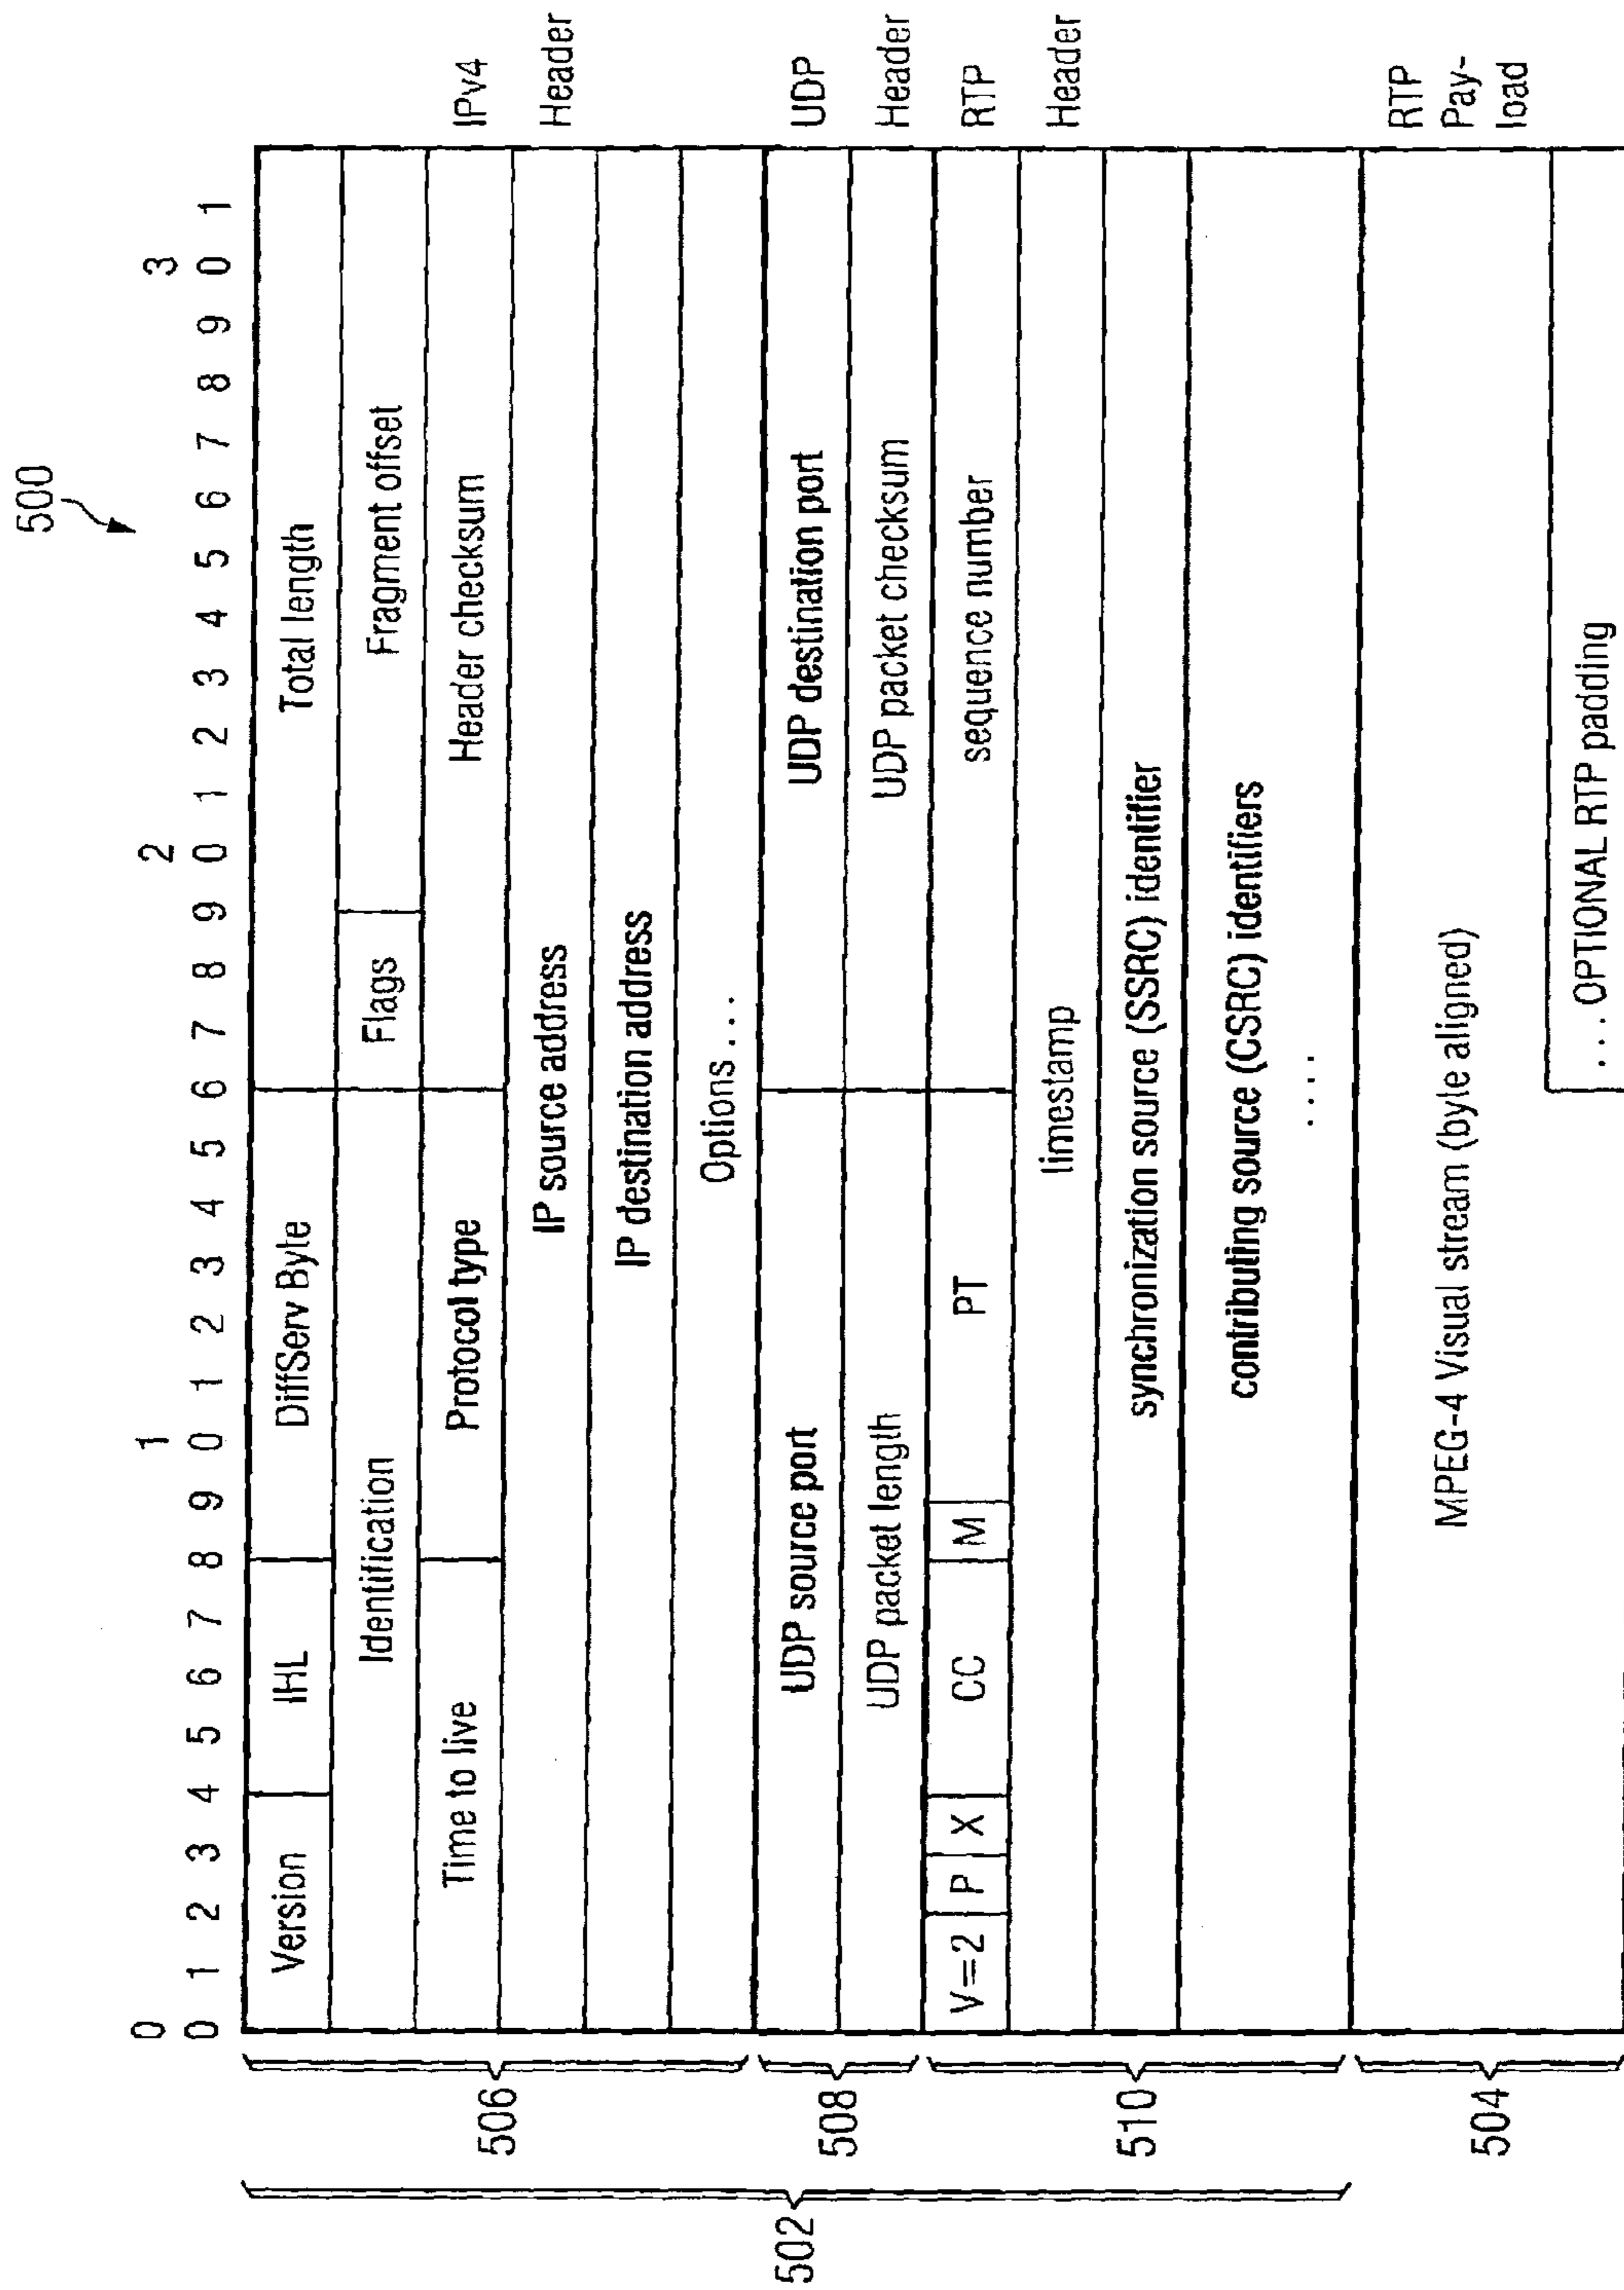 500
0 1 2 3
0 1 2 3 4 5 6 7 8 9 0 1 2 3 4 5 6 7 8 9 0 1 2 3 4 5 6 7 8 9 0 1
Version IHL DiffServ Byte Total length
Identification Flags Fragment offset
Time to live Protocol type Header checksum IPv4
IP source address Header
IP destination address
Options ...
506
UDP source port UDP destination port UDP
UDP packet length UDP packet checksum Header
508
V=2 P X CC M PT sequence number RTP
limestamp Header
synchronization source (SSRC) identifier
contributing source (CSRC) identifiers
.....
510
502
MPEG-4 Visual stream (byte aligned)
RTP
Pay-
load
... OPTIONAL RTP padding
504